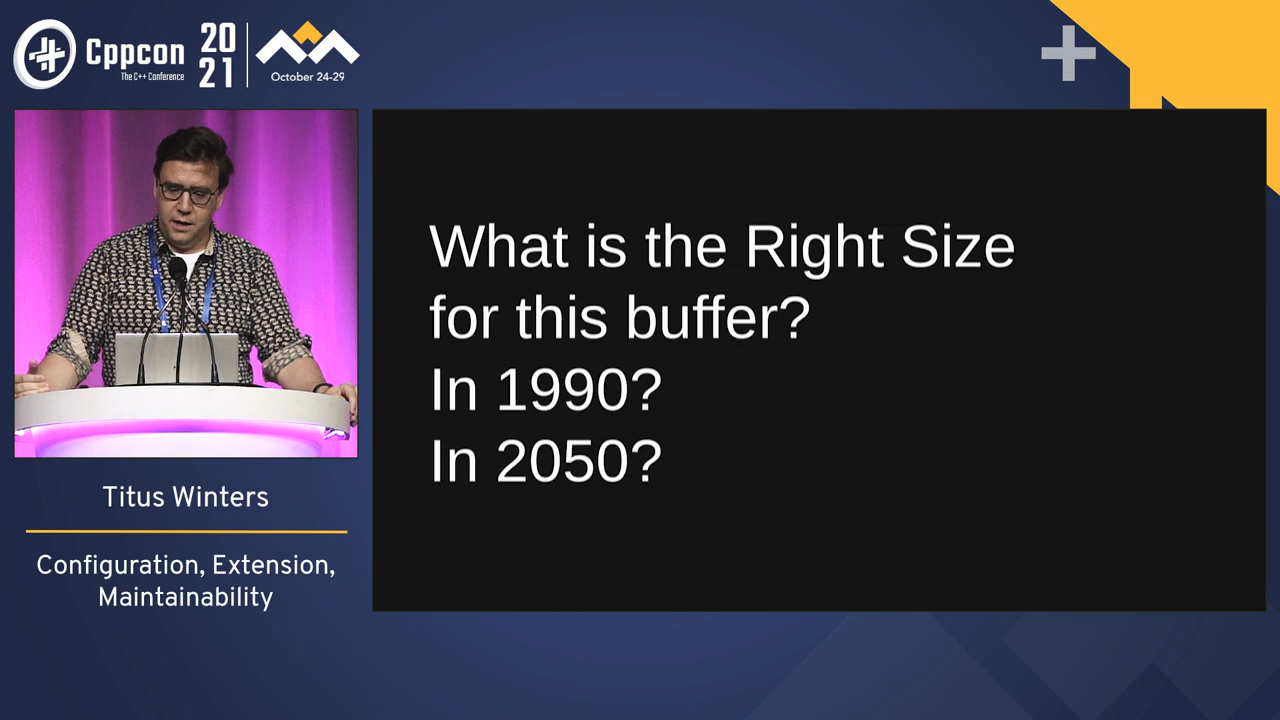 Cppcon
The C++ Conference
20
21
October 24-29
What is the Right Size
for this buffer?
In 1990?
In 2050?
Titus Winters
Configuration, Extension,
Maintainability